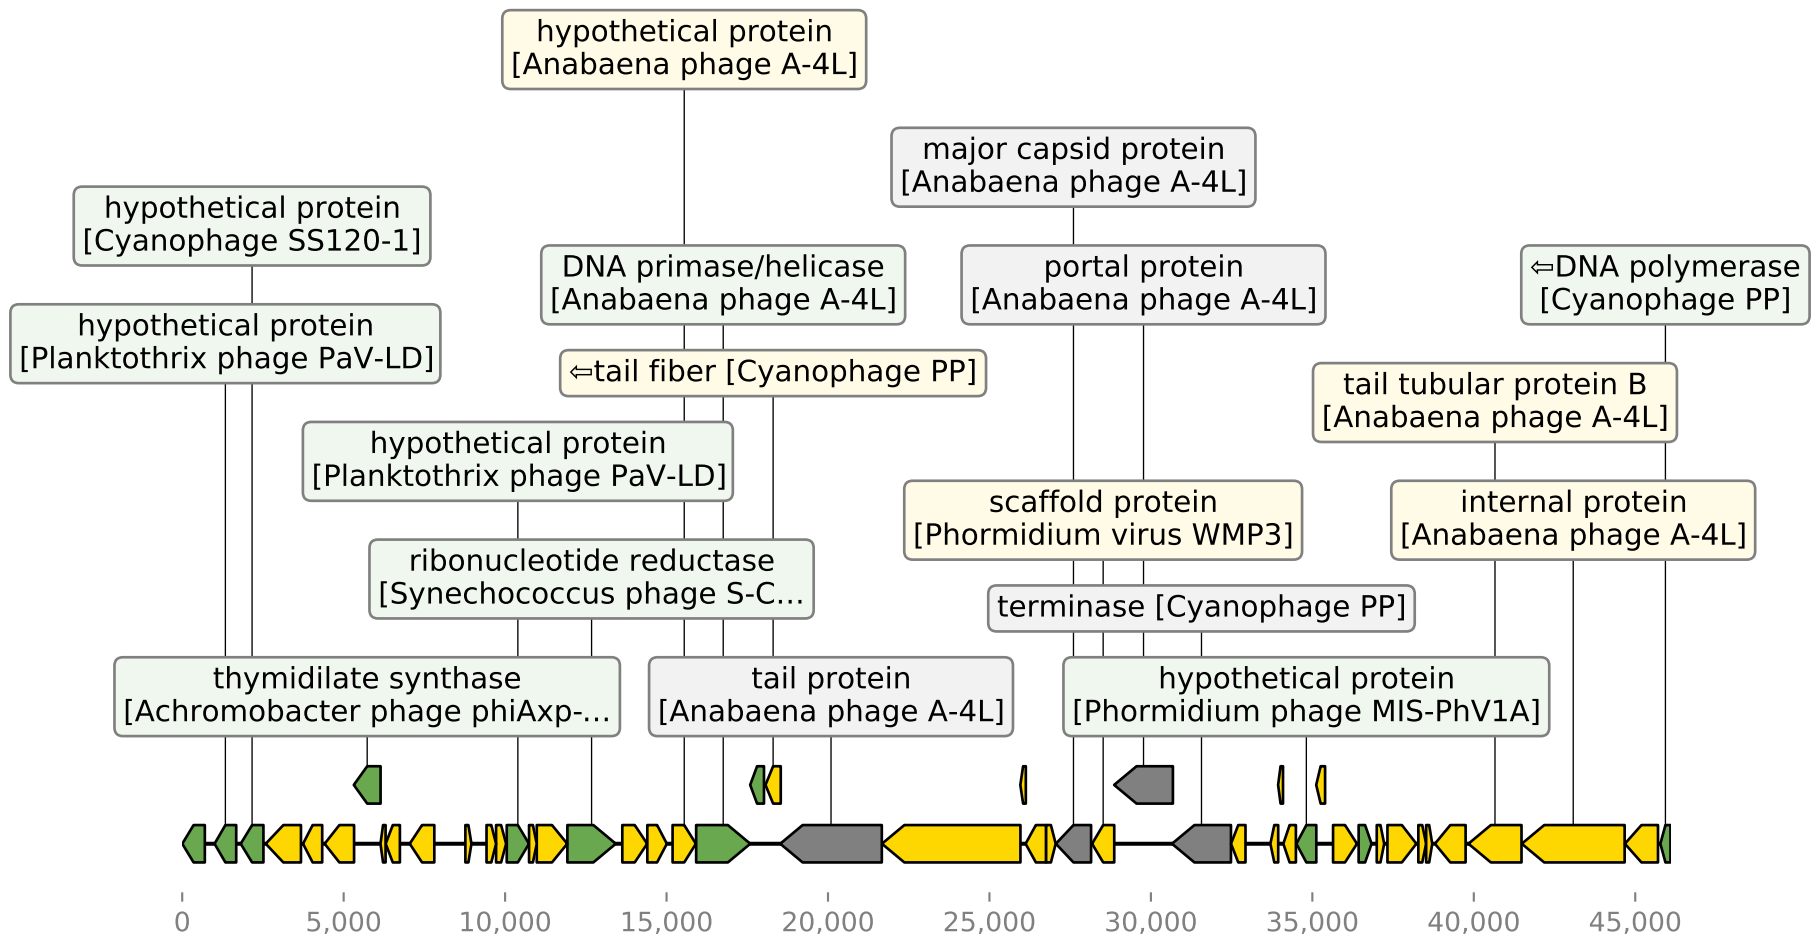 hypothetical protein
[Anabaena phage A-4L]
major capsid protein
[Anabaena phage A-4L]
hypothetical protein
[Cyanophage SS120-1]
DNA primase/helicase
[Anabaena phage A-4L]
portal protein
[Anabaena phage A-4L]
⇦DNA polymerase
[Cyanophage PP]
hypothetical protein
[Planktothrix phage PaV-LD]
⇦tail fiber [Cyanophage PP]
tail tubular protein B
[Anabaena phage A-4L]
hypothetical protein
[Planktothrix phage PaV-LD]
scaffold protein
[Phormidium virus WMP3]
internal protein
[Anabaena phage A-4L]
ribonucleotide reductase
[Synechococcus phage S-C...
terminase [Cyanophage PP]
thymidilate synthase
[Achromobacter phage phiAxp-...
tail protein
[Anabaena phage A-4L]
hypothetical protein
[Phormidium phage MIS-PhV1A]
0 5,000 10,000 15,000 20,000 25,000 30,000 35,000 40,000 45,000